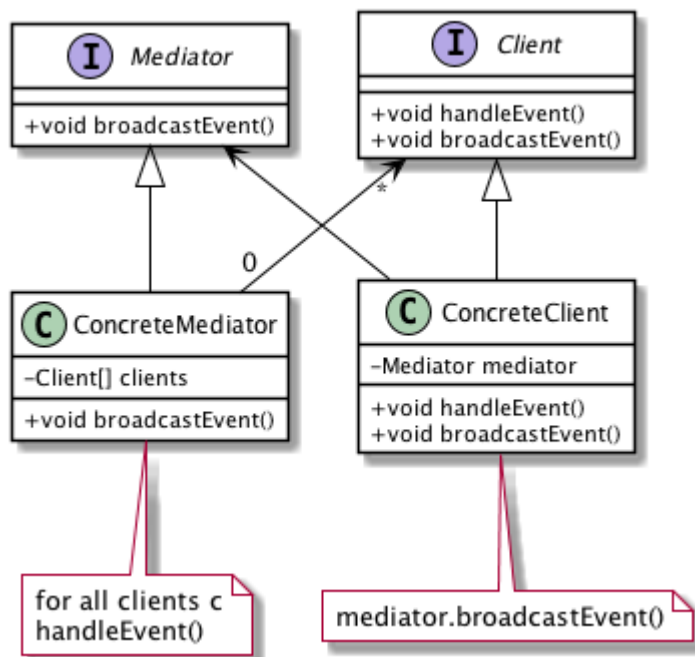 I Mediator
+void broadcastEvent()
I Client
+void handleEvent()
+void broadcastEvent()
*
0
C ConcreteMediator
-Client[] clients
+void broadcastEvent()
C ConcreteClient
-Mediator mediator
+void handleEvent()
+void broadcastEvent()
for all clients c
handleEvent()
mediator.broadcastEvent()